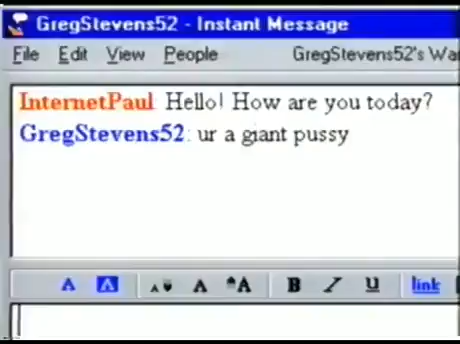 GregStevens52 - Instant Message
File Edit View People GregStevens52's Wa
InternetPaul: Hello! How are you today?
GregStevens52: ur a giant pussy
A A A A A B I U link